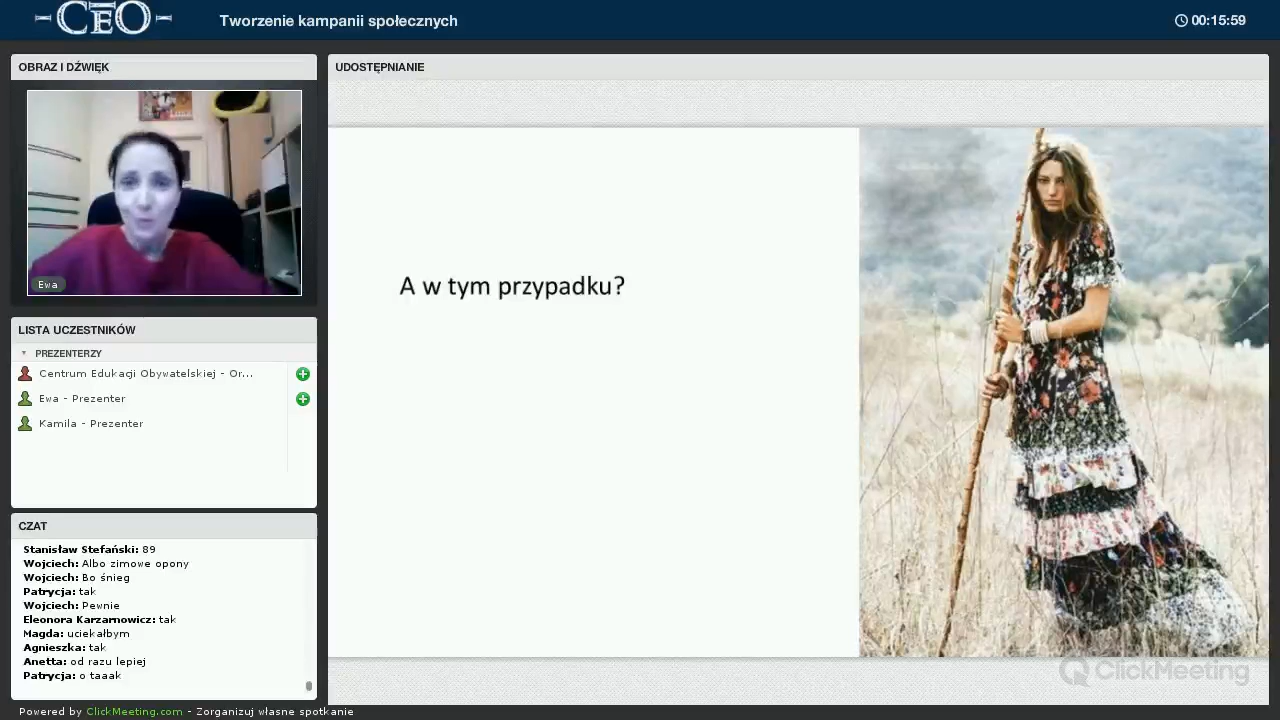 CEO
Tworzenie kampanii społecznych
00:15:59
OBRAZ I DŹWIĘK
Ewa
LISTA UCZESTNIKÓW
PREZENTERZY
Centrum Edukacji Obywatelskiej - Or...
Ewa - Prezenter
Kamila - Prezenter
CZAT
Stanisław Stefański: 89
Wojciech: Albo zimowe opony
Wojciech: Bo śnieg
Patrycja: tak
Wojciech: Pewnie
Eleonora Karzarnowicz: tak
Magda: uciekałbym
Agnieszka: tak
Anetta: od razu lepiej
Patrycja: o taaak
UDOSTĘPNIANIE
A w tym przypadku?
ClickMeeting
Powered by ClickMeeting.com - Zorganizuj własne spotkanie